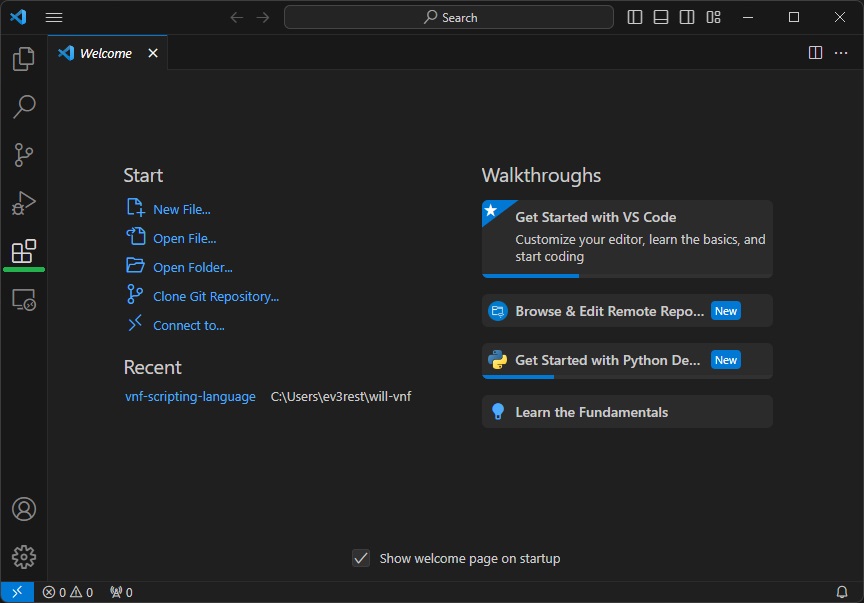 Search
Welcome
Start
New File...
Open File...
Open Folder...
Clone Git Repository...
Connect to...
Recent
vnf-scripting-language C:\Users\ev3rest\will-vnf
Walkthroughs
Get Started with VS Code
Customize your editor, learn the basics, and
start coding
Browse & Edit Remote Repo... New
Get Started with Python De... New
Learn the Fundamentals
Show welcome page on startup
0 0 0